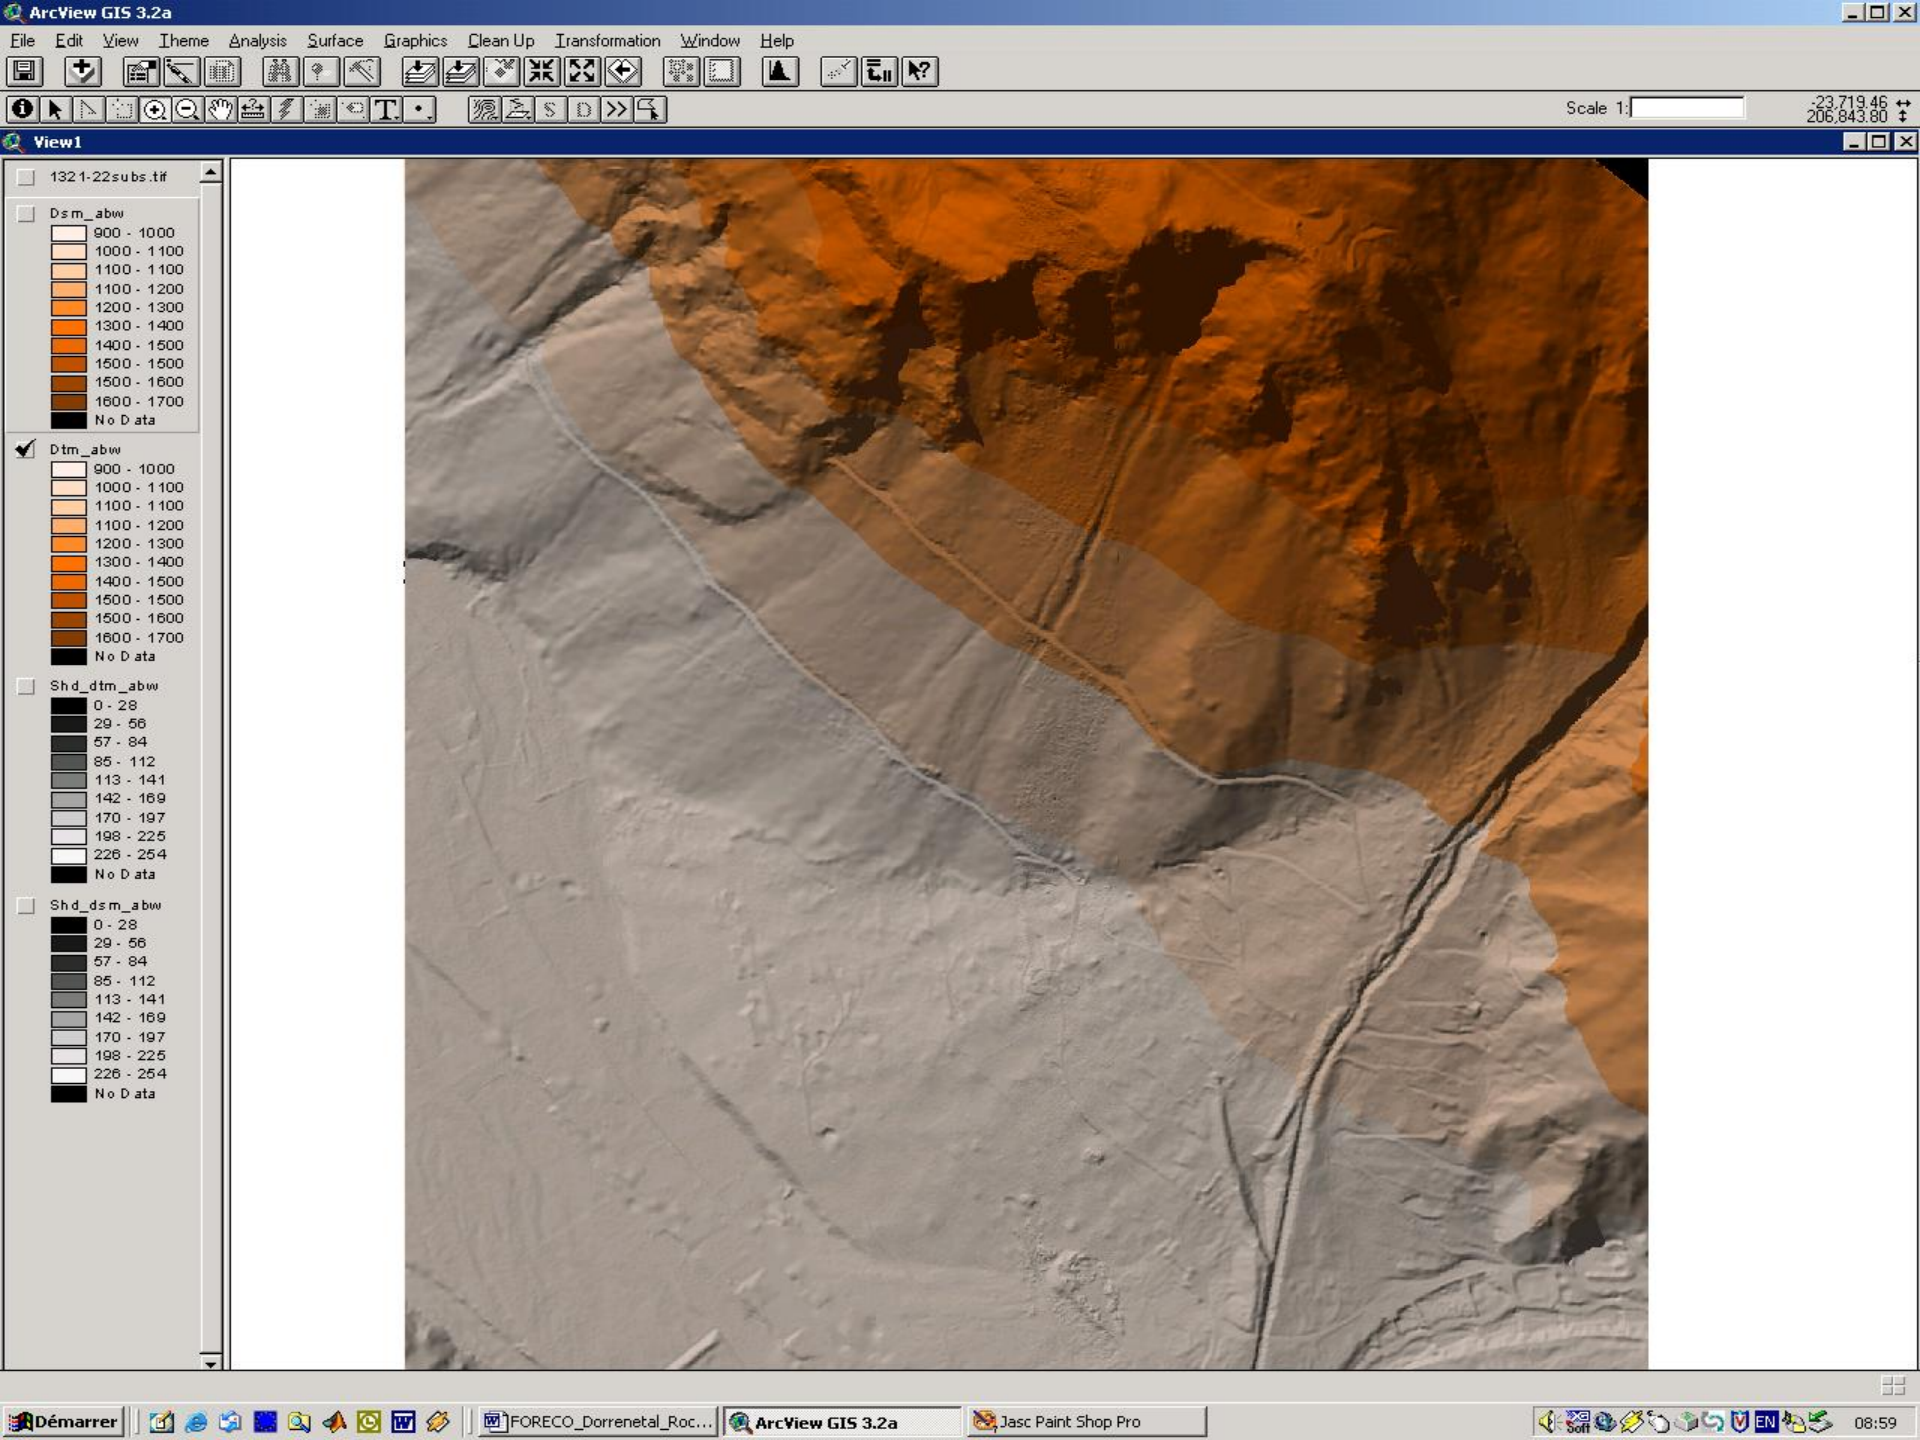 ArcView GIS 3.2a
File Edit View Theme Analysis Surface Graphics Clean Up Transformation Window Help
Scale 1:
-23,719.46
206,843.80
View1
1321-22subs.tif
Dsm_abw
900 - 1000
1000 - 1100
1100 - 1100
1100 - 1200
1200 - 1300
1300 - 1400
1400 - 1500
1500 - 1500
1500 - 1600
1600 - 1700
No Data
Dtm_abw
900 - 1000
1000 - 1100
1100 - 1100
1100 - 1200
1200 - 1300
1300 - 1400
1400 - 1500
1500 - 1500
1500 - 1600
1600 - 1700
No Data
Shd_dtm_abw
0 - 28
29 - 56
57 - 84
85 - 112
113 - 141
142 - 169
170 - 197
198 - 225
226 - 254
No Data
Shd_dsm_abw
0 - 28
29 - 56
57 - 84
85 - 112
113 - 141
142 - 169
170 - 197
198 - 225
226 - 254
No Data
Démarrer FORECO_Dorrenetal_Roc... ArcView GIS 3.2a Jasc Paint Shop Pro EN 08:59